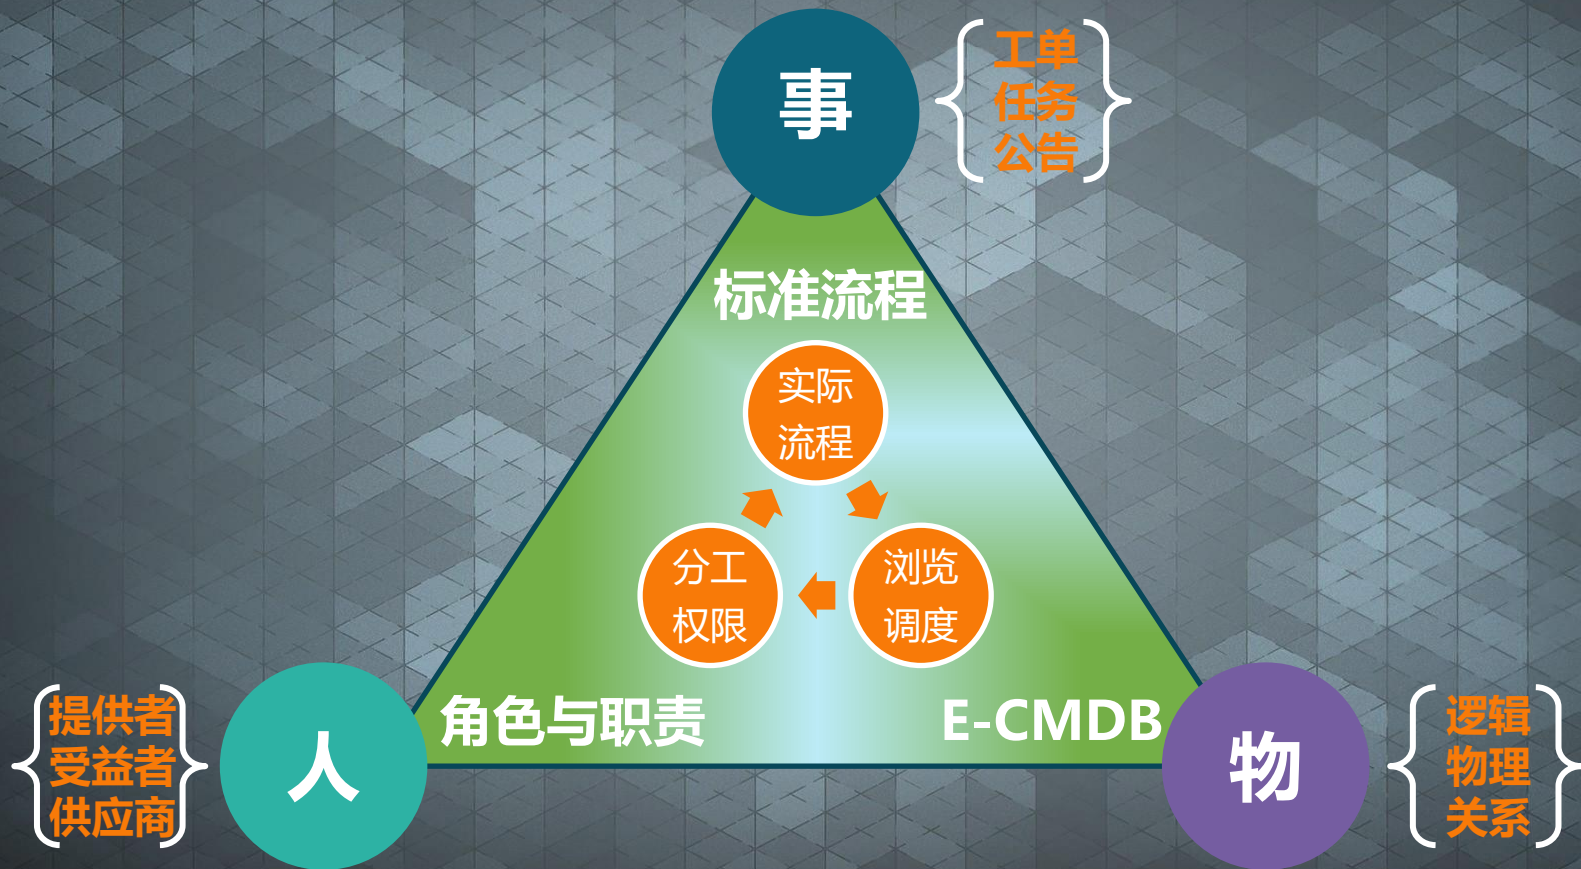 事
工单
任务
公告
标准流程
实际
流程
分工
权限
浏览
调度
角色与职责
E-CMDB
提供者
受益者
供应商
人
物
逻辑
物理
关系